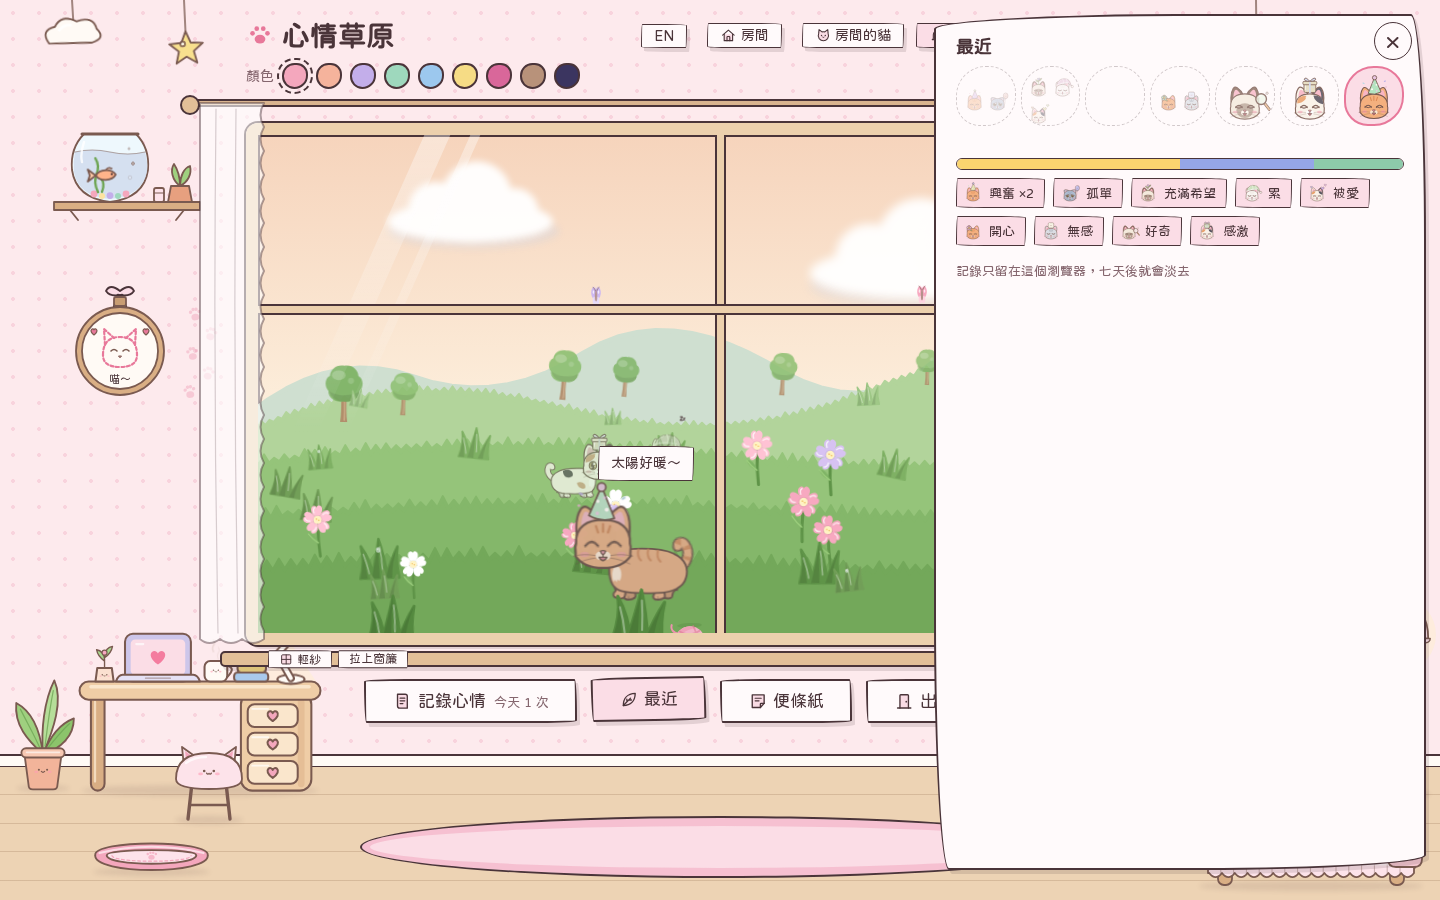 心情草原
EN
房間
房間的貓
顏色
最近
興奮 ×2
孤單
充滿希望
累
被愛
開心
無感
好奇
感激
記錄只留在這個瀏覽器，七天後就會淡去
喵～
太陽好暖～
輕紗
拉上窗簾
記錄心情 今天 1 次
最近
便條紙
出